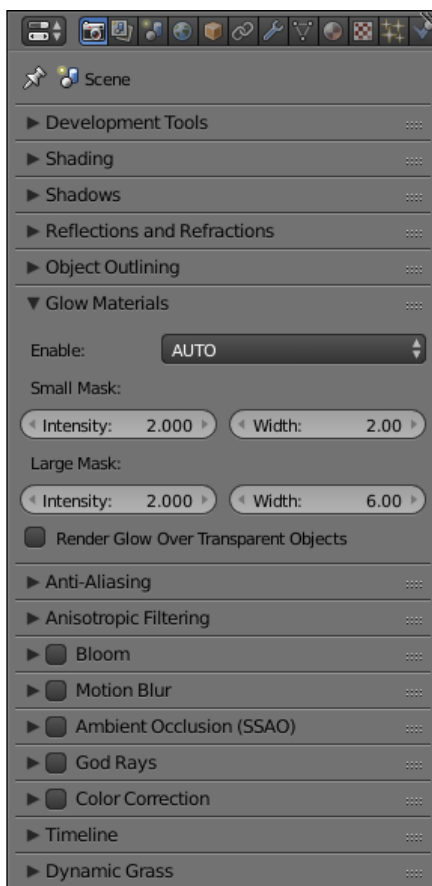 Scene
Development Tools
Shading
Shadows
Reflections and Refractions
Object Outlining
Glow Materials
Enable: AUTO
Small Mask:
Intensity: 2.000 Width: 2.00
Large Mask:
Intensity: 2.000 Width: 6.00
Render Glow Over Transparent Objects
Anti-Aliasing
Anisotropic Filtering
Bloom
Motion Blur
Ambient Occlusion (SSAO)
God Rays
Color Correction
Timeline
Dynamic Grass